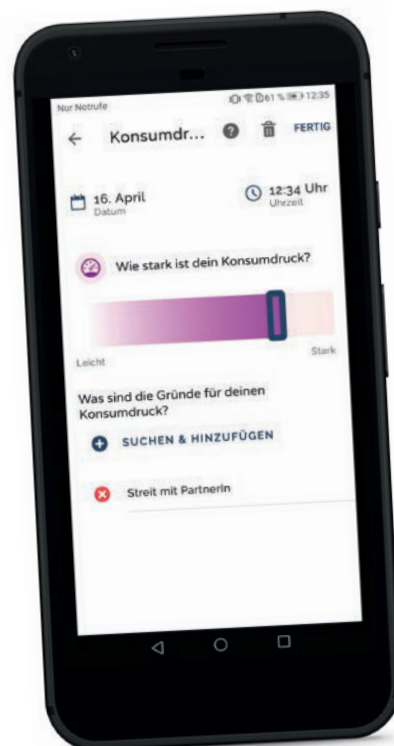 Nur Notrufe 61 % 12:35
Konsumdr... ? FERTIG
16. April 12:34 Uhr
Datum Uhrzeit
Wie stark ist dein Konsumdruck?
Leicht Stark
Was sind die Gründe für deinen
Konsumdruck?
SUCHEN & HINZUFÜGEN
Streit mit PartnerIn